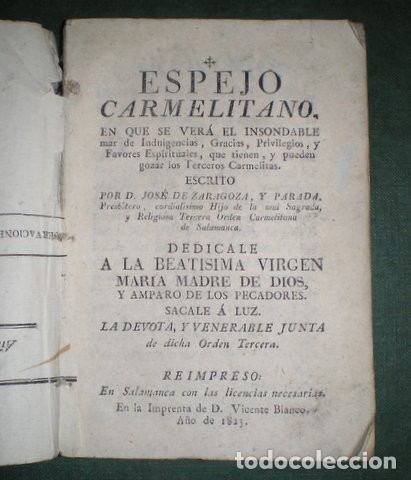 ✢
ESPEJO
CARMELITANO,
EN QUE SE VERÁ EL INSONDABLE
mar de Indulgencias, Gracias, Privilegios, y
Favores Espirituales, que tienen, y pueden
gozar los Terceros Carmelitas.
ESCRITO
POR D. JOSÉ DE ZARAGOZA, Y PARADA,
Presbítero, cordialísimo Hijo de la muy Sagrada,
y Religiosa Tercera Orden Carmelitana
de Salamanca.
DEDICALE
A LA BEATISIMA VIRGEN
MARIA MADRE DE DIOS,
Y AMPARO DE LOS PECADORES.
SACALE Á LUZ.
LA DEVOTA, Y VENERABLE JUNTA
de dicha Orden Tercera.
REIMPRESO:
En Salamanca con las licencias necesarias.
En la Imprenta de D. Vicente Blanco.
Año de 1825.
SERVACIONE
todocoleccion.net